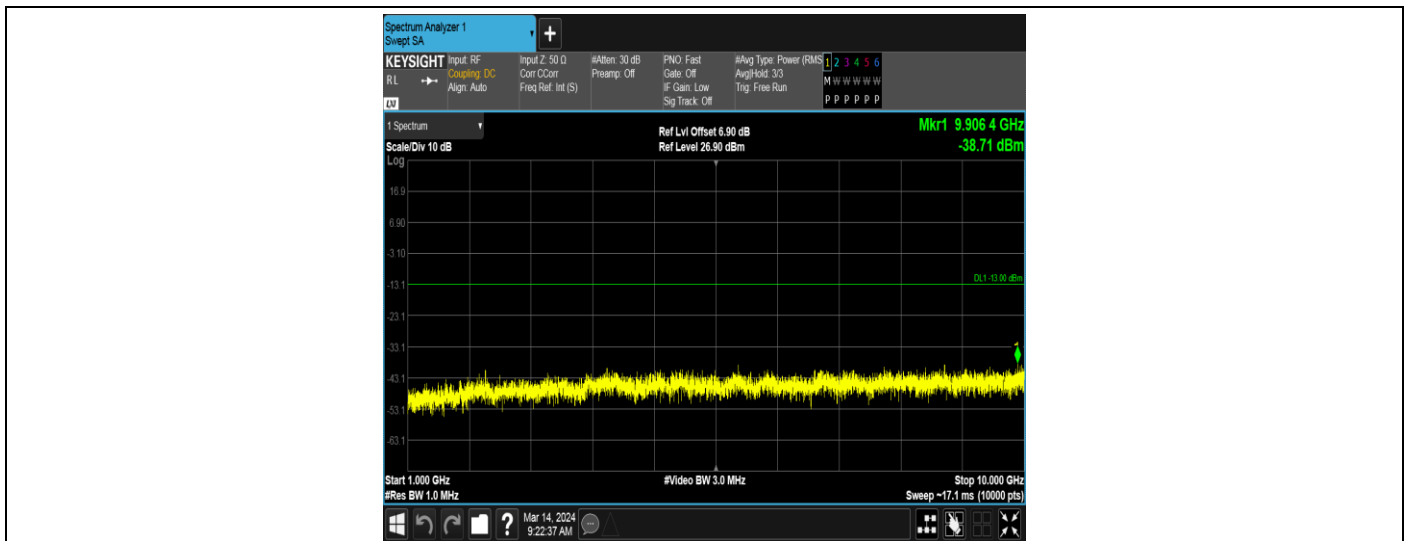 Spectrum Analyzer 1
Swept SA
+
KEYSIGHT
RL
LXI
Input: RF
Coupling: DC
Align: Auto
Input Z: 50 Ω
Corr CCorr
Freq Ref: Int (S)
#Atten: 30 dB
Preamp: Off
PNO: Fast
Gate: Off
IF Gain: Low
Sig Track: Off
#Avg Type: Power (RMS
Avg|Hold: 3/3
Trig: Free Run
1 2 3 4 5 6
M W W W W W
P P P P P P
1 Spectrum
Scale/Div 10 dB
Ref Lvl Offset 6.90 dB
Ref Level 26.90 dBm
Mkr1 9.906 4 GHz
-38.71 dBm
Log
16.9
6.90
-3.10
DL1 -13.00 dBm
-13.1
-23.1
-33.1
1
-43.1
-53.1
-63.1
Start 1.000 GHz
#Res BW 1.0 MHz
#Video BW 3.0 MHz
Stop 10.000 GHz
Sweep ~17.1 ms (10000 pts)
?
Mar 14, 2024
9:22:37 AM